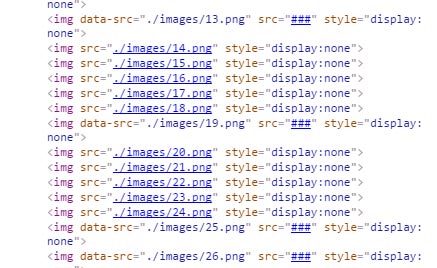 none">
<img data-src="./images/13.png" src="###" style="display:
none">
<img src="./images/14.png" style="display:none">
<img src="./images/15.png" style="display:none">
<img src="./images/16.png" style="display:none">
<img src="./images/17.png" style="display:none">
<img src="./images/18.png" style="display:none">
<img data-src="./images/19.png" src="###" style="display:
none">
<img src="./images/20.png" style="display:none">
<img src="./images/21.png" style="display:none">
<img src="./images/22.png" style="display:none">
<img src="./images/23.png" style="display:none">
<img src="./images/24.png" style="display:none">
<img data-src="./images/25.png" src="###" style="display:
none">
<img data-src="./images/26.png" src="###" style="display: